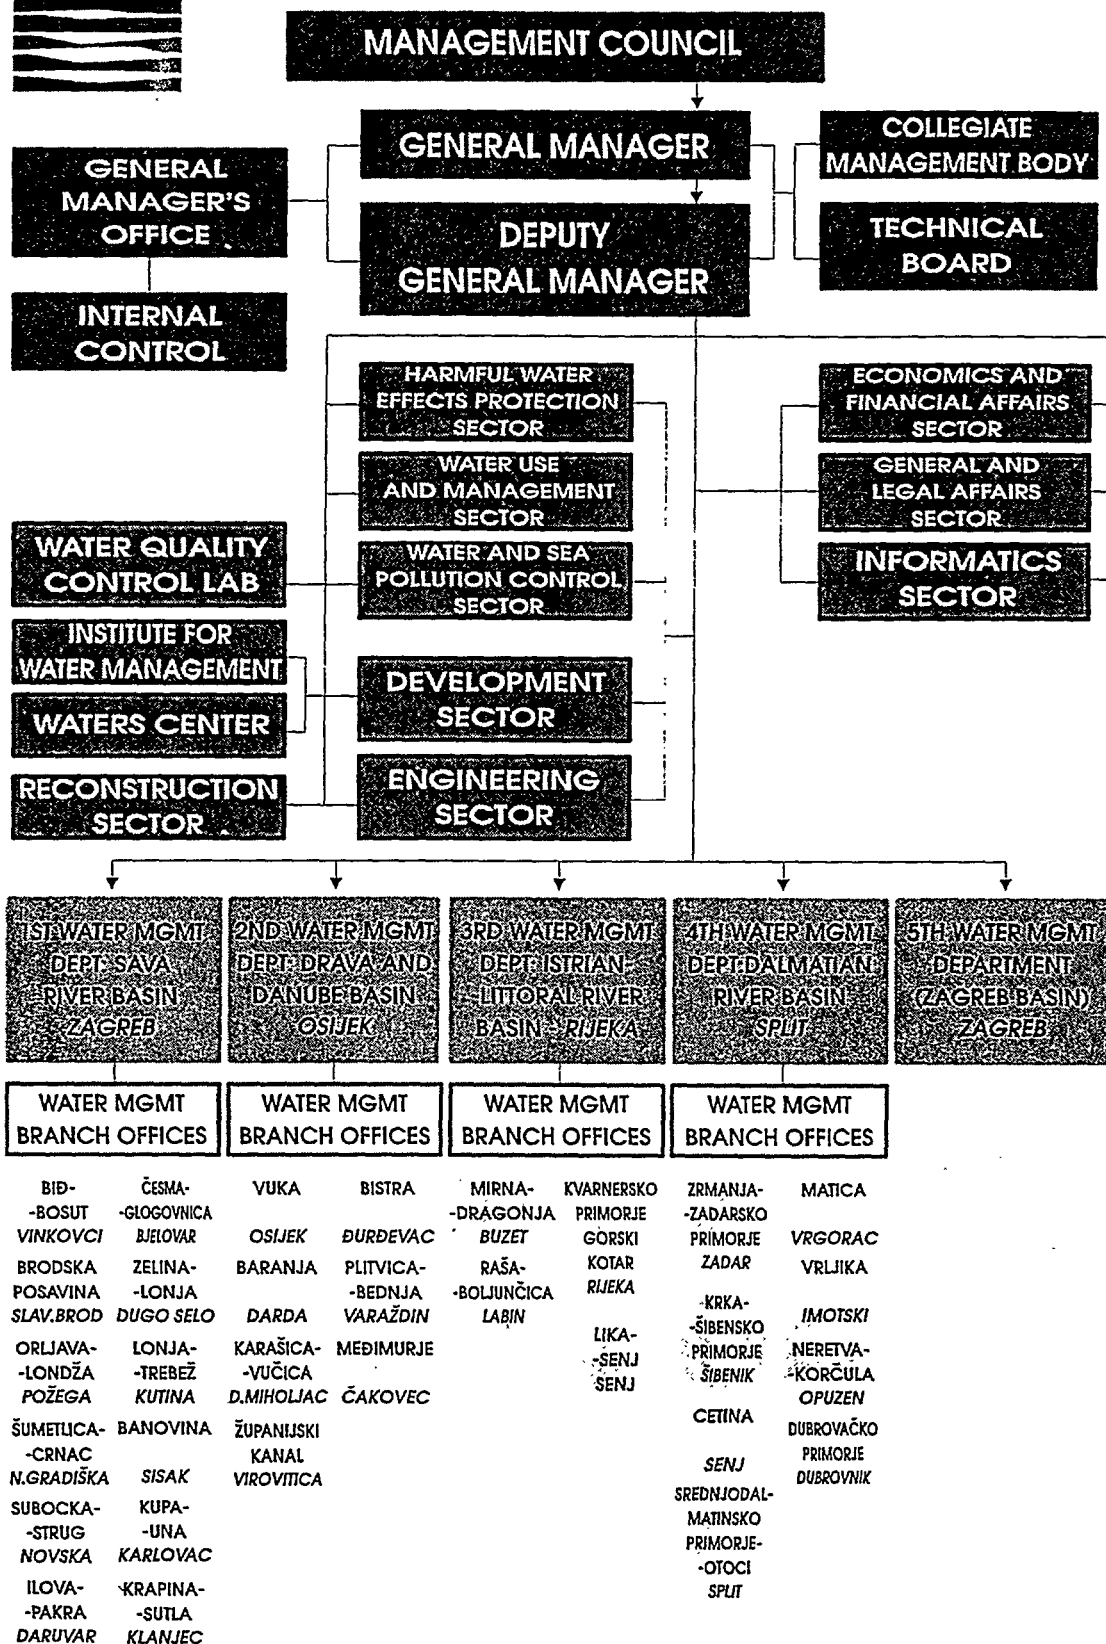 MANAGEMENT COUNCIL
GENERAL MANAGER
COLLEGIATE
MANAGEMENT BODY
GENERAL
MANAGER'S
OFFICE
DEPUTY
GENERAL MANAGER
TECHNICAL
BOARD
INTERNAL
CONTROL
HARMFUL WATER
EFFECTS PROTECTION
SECTOR
ECONOMICS AND
FINANCIAL AFFAIRS
SECTOR
WATER USE
AND MANAGEMENT
SECTOR
GENERAL AND
LEGAL AFFAIRS
SECTOR
WATER QUALITY
CONTROL LAB
WATER AND SEA
POLLUTION CONTROL
SECTOR
INFORMATICS
SECTOR
INSTITUTE FOR
WATER MANAGEMENT
WATERS CENTER
DEVELOPMENT
SECTOR
RECONSTRUCTION
SECTOR
ENGINEERING
SECTOR
1ST WATER MGMT
DEPT: SAVA
RIVER BASIN
ZAGREB
2ND WATER MGMT
DEPT: DRAVA AND
DANUBE BASIN
OSIJEK
3RD WATER MGMT
DEPT: ISTRIAN-
-LITTORAL RIVER
BASIN - RIJEKA
4TH WATER MGMT
DEPT:DALMATIAN
RIVER BASIN
SPLIT
5TH WATER MGMT
DEPARTMENT
(ZAGREB BASIN)
ZAGREB
WATER MGMT
BRANCH OFFICES
WATER MGMT
BRANCH OFFICES
WATER MGMT
BRANCH OFFICES
WATER MGMT
BRANCH OFFICES
BIĐ-
-BOSUT
VINKOVCI
BRODSKA
POSAVINA
SLAV.BROD
ORLJAVA-
-LONDŽA
POŽEGA
ŠUMETLICA-
-CRNAC
N.GRADIŠKA
SUBOCKA-
-STRUG
NOVSKA
ILOVA-
-PAKRA
DARUVAR
ČESMA-
-GLOGOVNICA
BJELOVAR
ZELINA-
-LONJA
DUGO SELO
LONJA-
-TREBEŽ
KUTINA
BANOVINA
SISAK
KUPA-
-UNA
KARLOVAC
KRAPINA-
-SUTLA
KLANJEC
VUKA
OSIJEK
BARANJA
DARDA
KARAŠICA-
-VUČICA
D.MIHOLJAC
ŽUPANIJSKI
KANAL
VIROVITICA
BISTRA
ĐURĐEVAC
PLITVICA-
-BEDNJA
VARAŽDIN
MEĐIMURJE
ČAKOVEC
MIRNA-
-DRAGONJA
BUZET
RAŠA-
-BOLJUNČICA
LABIN
KVARNERSKO
PRIMORJE
GORSKI
KOTAR
RIJEKA
LIKA-
-SENJ
SENJ
ZRMANJA-
-ZADARSKO
PRIMORJE
ZADAR
-KRKA-
-ŠIBENSKO
PRIMORJE
ŠIBENIK
CETINA
SENJ
SREDNJODAL-
MATINSKO
PRIMORJE-
-OTOCI
SPLIT
MATICA
VRGORAC
VRLJIKA
IMOTSKI
NERETVA-
-KORČULA
OPUZEN
DUBROVAČKO
PRIMORJE
DUBROVNIK